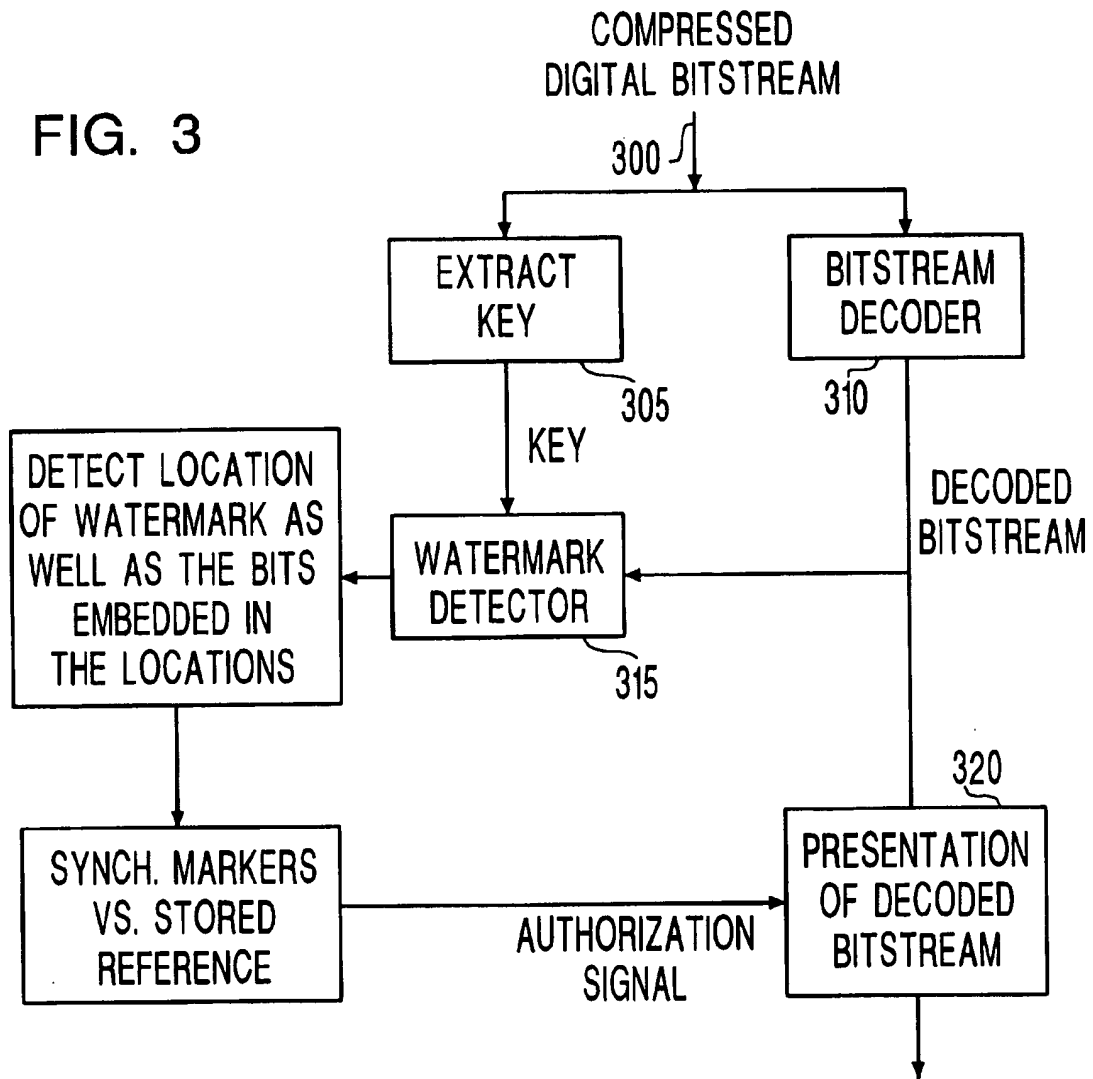 COMPRESSED
DIGITAL BITSTREAM
FIG. 3
300
EXTRACT
KEY
BITSTREAM
DECODER
305
310
KEY
DETECT LOCATION
OF WATERMARK AS
WELL AS THE BITS
EMBEDDED IN
THE LOCATIONS
WATERMARK
DETECTOR
315
DECODED
BITSTREAM
320
SYNCH. MARKERS
VS. STORED
REFERENCE
AUTHORIZATION
SIGNAL
PRESENTATION
OF DECODED
BITSTREAM